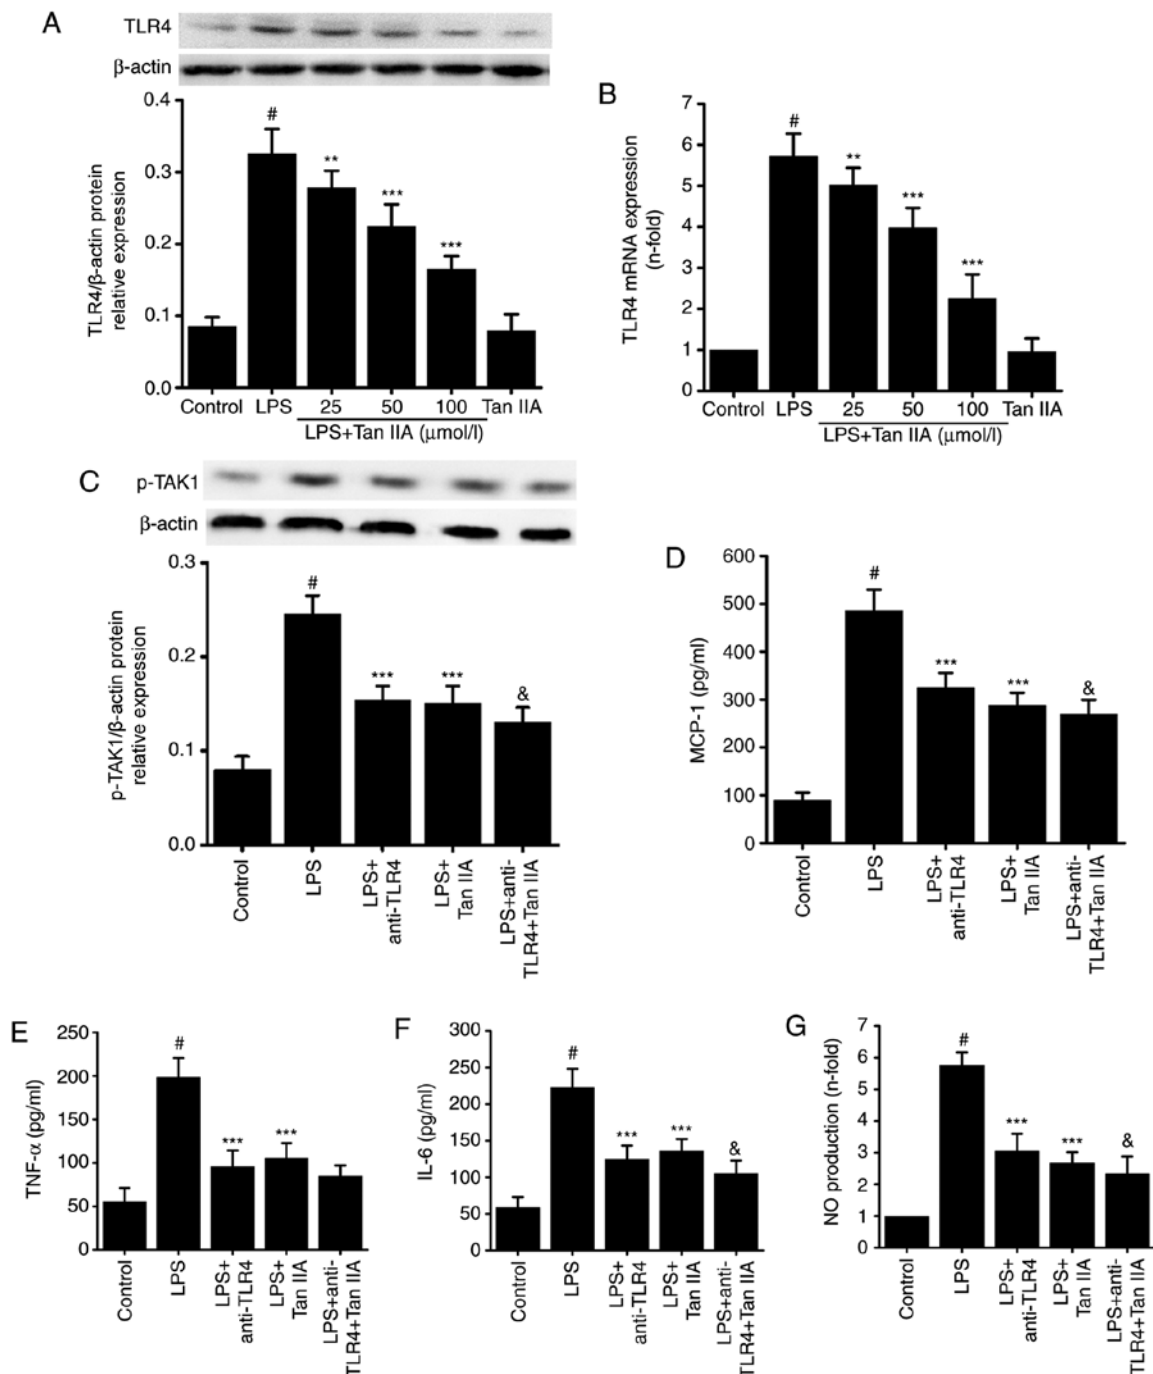 A
TLR4
β-actin
TLR4/β-actin protein
relative expression
0.4
0.3
0.2
0.1
0.0
#
**
***
***
Control
LPS
25
50
100
Tan IIA
LPS+Tan IIA (μmol/l)
B
TLR4 mRNA expression
(n-fold)
7
6
5
4
3
2
1
0
#
**
***
***
Control
LPS
25
50
100
Tan IIA
LPS+Tan IIA (μmol/l)
C
p-TAK1
β-actin
p-TAK1/β-actin protein
relative expression
0.3
0.2
0.1
0.0
#
***
***
&
Control
LPS
LPS+
anti-TLR4
LPS+
Tan IIA
LPS+anti-
TLR4+Tan IIA
D
MCP-1 (pg/ml)
600
500
400
300
200
100
0
#
***
***
&
Control
LPS
LPS+
anti-TLR4
LPS+
Tan IIA
LPS+anti-
TLR4+Tan IIA
E
TNF-α (pg/ml)
250
200
150
100
50
0
#
***
***
Control
LPS
LPS+
anti-TLR4
LPS+
Tan IIA
LPS+anti-
TLR4+Tan IIA
F
IL-6 (pg/ml)
300
250
200
150
100
50
0
#
***
***
&
Control
LPS
LPS+
anti-TLR4
LPS+
Tan IIA
LPS+anti-
TLR4+Tan IIA
G
NO production (n-fold)
7
6
5
4
3
2
1
0
#
***
***
&
Control
LPS
LPS+
anti-TLR4
LPS+
Tan IIA
LPS+anti-
TLR4+Tan IIA